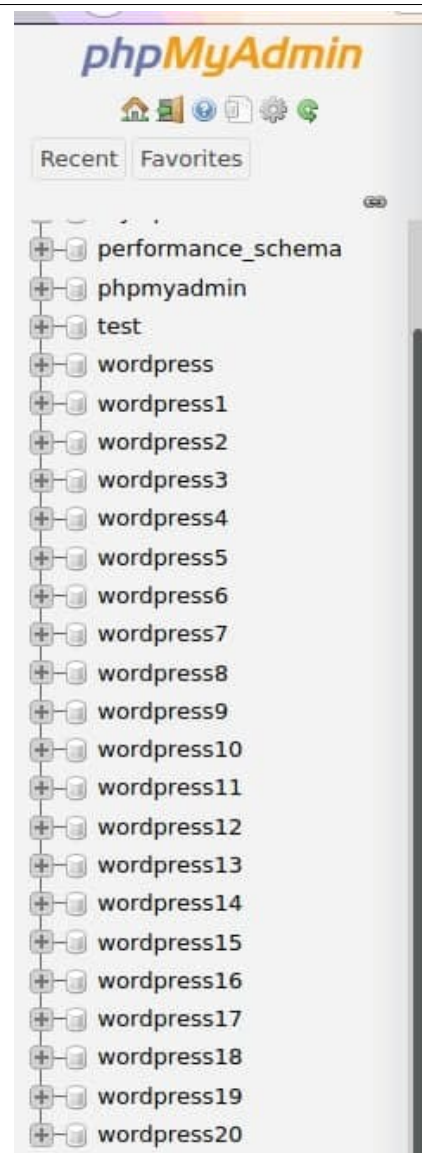 phpMyAdmin
Recent Favorites
performance_schema
phpmyadmin
test
wordpress
wordpress1
wordpress2
wordpress3
wordpress4
wordpress5
wordpress6
wordpress7
wordpress8
wordpress9
wordpress10
wordpress11
wordpress12
wordpress13
wordpress14
wordpress15
wordpress16
wordpress17
wordpress18
wordpress19
wordpress20